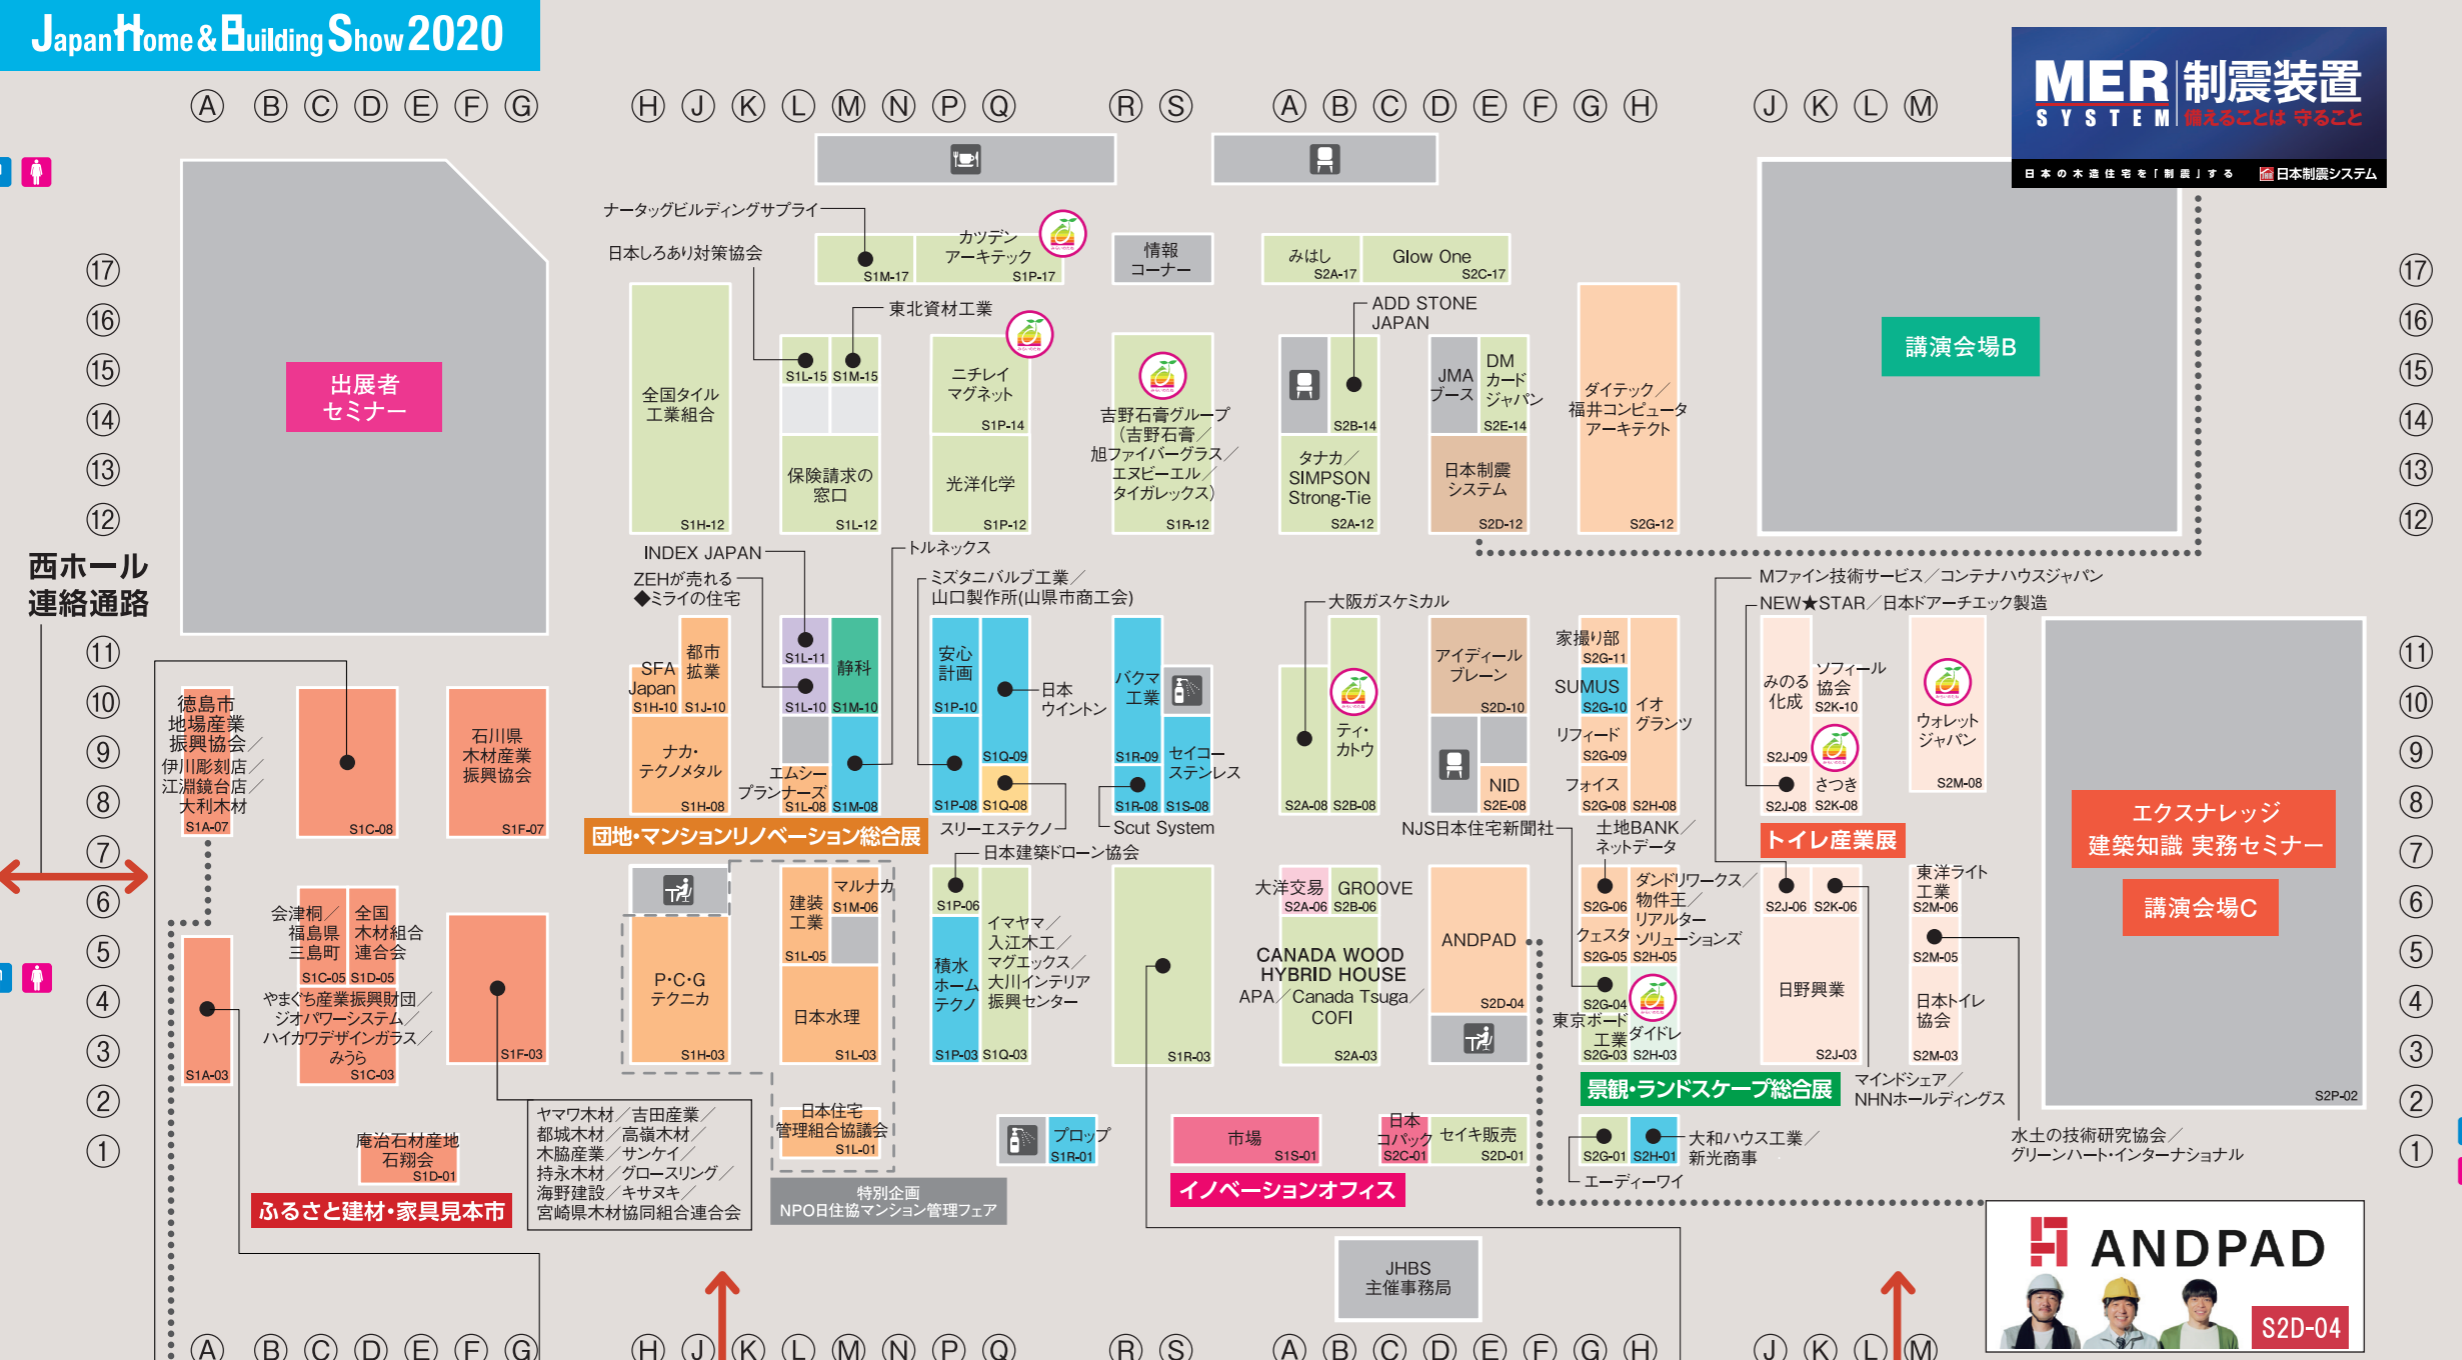 Japan Home & Building Show 2020
MER SYSTEM
制震装置
備えることは 守ること
日本の木造住宅を「制震」する
日本制震システム
A B C D E F G H J K L M N P Q R S A B C D E F G H J K L M
17
16
15
14
13
12
11
10
9
8
7
6
5
4
3
2
1
17
16
15
14
13
12
11
10
9
8
7
6
5
4
3
2
1
西ホール
連絡通路
出展者
セミナー
ナータッグビルディングサプライ
S1M-17
カツデン
アーキテック
S1P-17
日本しろあり対策協会
東北資材工業
S1L-15
S1M-15
情報
コーナー
みはし
S2A-17
Glow One
S2C-17
ADD STONE
JAPAN
全国タイル
工業組合
S1H-12
保険請求の
窓口
S1L-12
ニチレイ
マグネット
S1P-14
光洋化学
S1P-12
吉野石膏グループ
(吉野石膏／
旭ファイバーグラス／
エヌビーエル／
タイガレックス)
S1R-12
S2B-14
タナカ／
SIMPSON
Strong-Tie
S2A-12
JMA
ブース
DM
カード
ジャパン
S2E-14
日本制震
システム
S2D-12
ダイテック／
福井コンピュータ
アーキテクト
S2G-12
講演会場B
INDEX JAPAN
ZEHが売れる
◆ミライの住宅
トルネックス
ミズタニバルブ工業／
山口製作所(山県市商工会)
大阪ガスケミカル
Mファイン技術サービス／コンテナハウスジャパン
NEW★STAR／日本ドアーチエック製造
徳島市
地場産業
振興協会／
伊川彫刻店／
江淵鏡台店／
大利木材
S1A-07
S1C-08
石川県
木材産業
振興協会
S1F-07
SFA
Japan
S1H-10
都市
拡業
S1J-10
ナカ・
テクノメタル
S1H-08
S1L-11
S1L-10
静科
S1M-10
エムシー
プランナーズ
S1L-08
S1M-08
安心
計画
S1P-10
S1P-08
日本
ウイントン
S1Q-09
S1Q-08
スリーエステクノ
バクマ
工業
S1R-09
S1R-08
セイコー
ステンレス
S1S-08
Scut System
S2A-08
ティ・
カトウ
S2B-08
アイディール
ブレーン
S2D-10
NID
S2E-08
家撮り部
S2G-11
SUMUS
S2G-10
リフィード
S2G-09
フォイス
S2G-08
イオ
グランツ
S2H-08
みのる
化成
S2J-09
S2J-08
ソフィール
協会
S2K-10
さつき
S2K-08
ウォレット
ジャパン
S2M-08
エクスナレッジ
建築知識 実務セミナー
講演会場C
S2P-02
団地・マンションリノベーション総合展
日本建築ドローン協会
NJS日本住宅新聞社
土地BANK／
ネットデータ
トイレ産業展
会津桐／
福島県
三島町
S1C-05
全国
木材組合
連合会
S1D-05
やまぐち産業振興財団／
ジオパワーシステム／
ハイカワデザインガラス／
みうら
S1C-03
S1A-03
S1F-03
P・C・G
テクニカ
S1H-03
建装
工業
S1L-05
マルナカ
S1M-06
日本水理
S1L-03
S1P-06
積水
ホーム
テクノ
S1P-03
イマヤマ／
入江木工／
マグエックス／
大川インテリア
振興センター
S1Q-03
S1R-03
大洋交易
S2A-06
GROOVE
S2B-06
CANADA WOOD
HYBRID HOUSE
APA／Canada Tsuga／
COFI
S2A-03
ANDPAD
S2D-04
S2G-06
クェスタ
S2G-05
ダンドリワークス／
物件王／
リアルター
ソリューションズ
S2H-05
S2G-04
東京ボード
工業
S2G-03
ダイドレ
S2H-03
S2J-06
S2K-06
日野興業
S2J-03
東洋ライト
工業
S2M-06
S2M-05
日本トイレ
協会
S2M-03
景観・ランドスケープ総合展
マインドシェア／
NHNホールディングス
水土の技術研究協会／
グリーンハート・インターナショナル
庵治石材産地
石翔会
S1D-01
ふるさと建材・家具見本市
ヤマワ木材／吉田産業／
都城木材／高嶺木材／
木脇産業／サンケイ／
持永木材／グロースリング／
海野建設／キサヌキ／
宮崎県木材協同組合連合会
日本住宅
管理組合協議会
S1L-01
特別企画
NPO日住協マンション管理フェア
プロップ
S1R-01
市場
S1S-01
イノベーションオフィス
日本
コパック
S2C-01
セイキ販売
S2D-01
S2G-01
S2H-01
エーディーワイ
大和ハウス工業／
新光商事
JHBS
主催事務局
ANDPAD
S2D-04
A B C D E F G H J K L M N P Q R S A B C D E F G H J K L M